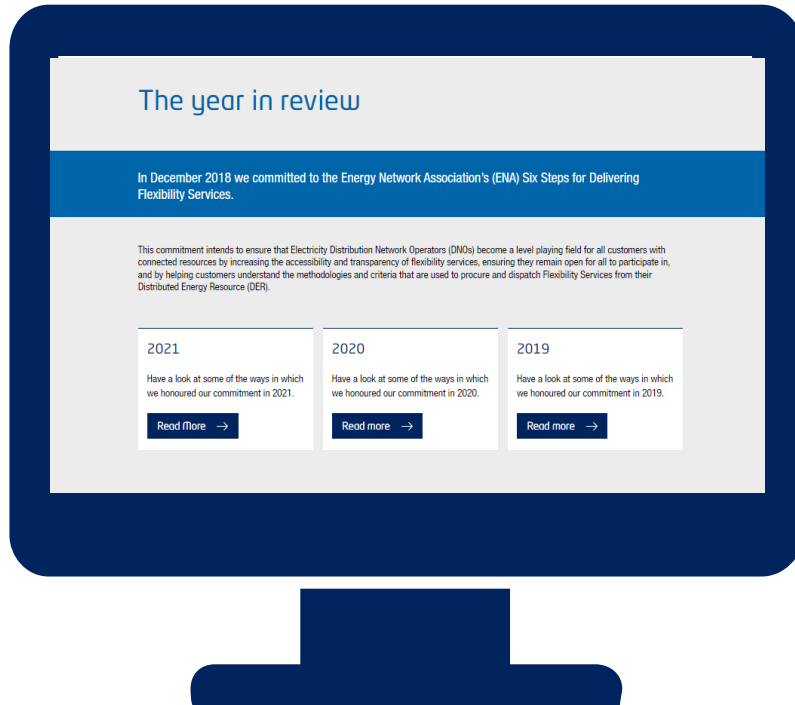 The year in review
In December 2018 we committed to the Energy Network Association's (ENA) Six Steps for Delivering
Flexibility Services.
This commitment intends to ensure that Electricity Distribution Network Operators (DNOs) become a level playing field for all customers with
connected resources by increasing the accessibility and transparency of flexibility services, ensuring they remain open for all to participate in,
and by helping customers understand the methodologies and criteria that are used to procure and dispatch Flexibility Services from their
Distributed Energy Resource (DER).
2021
Have a look at some of the ways in which
we honoured our commitment in 2021.
Read More →
2020
Have a look at some of the ways in which
we honoured our commitment in 2020.
Read more →
2019
Have a look at some of the ways in which
we honoured our commitment in 2019.
Read more →